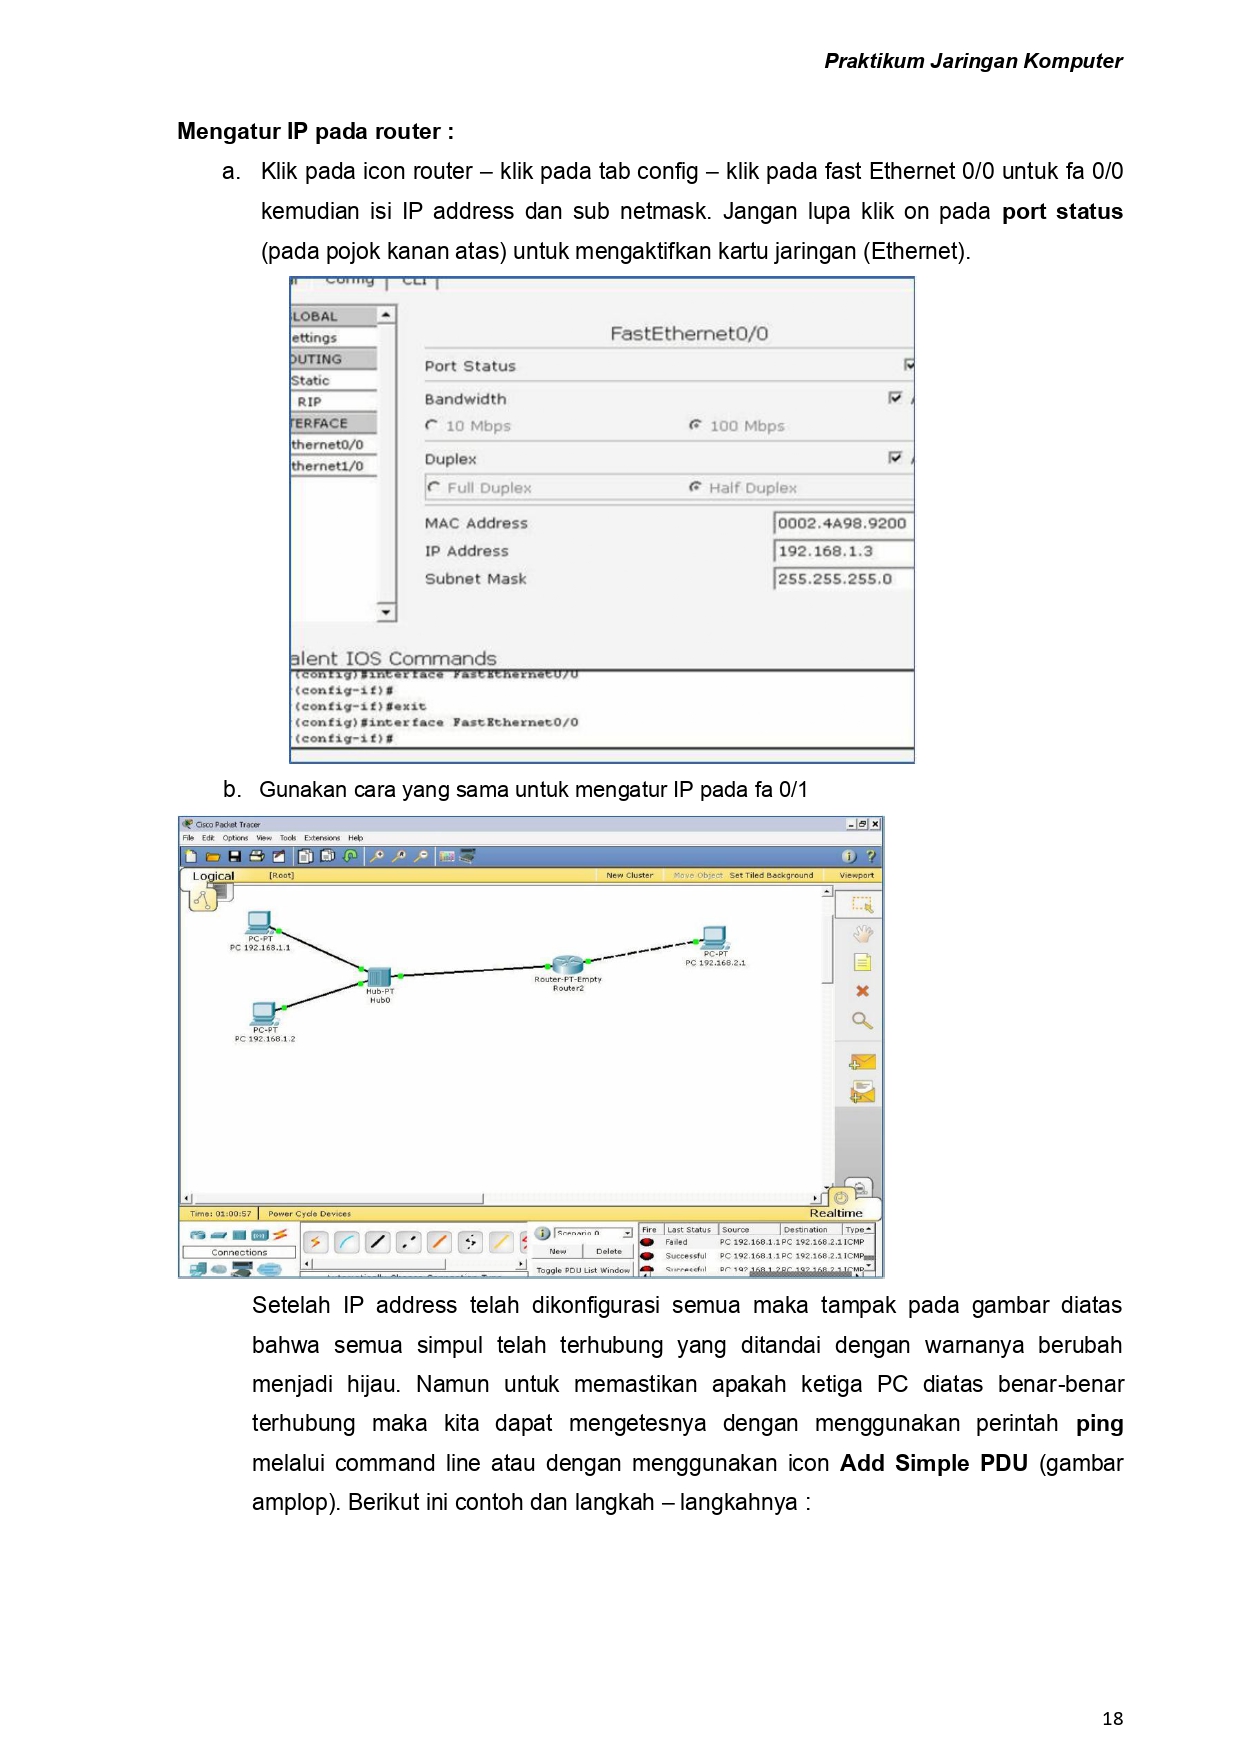 Praktikum Jaringan Komputer
Mengatur IP pada router :
a. Klik pada icon router – klik pada tab config – klik pada fast Ethernet 0/0 untuk fa 0/0
kemudian isi IP address dan sub netmask. Jangan lupa klik on pada port status
(pada pojok kanan atas) untuk mengaktifkan kartu jaringan (Ethernet).
Config CLI
LOBAL
ettings
OUTING
Static
RIP
TERFACE
thernet0/0
thernet1/0
FastEthernet0/0
Port Status
Bandwidth
10 Mbps 100 Mbps
Duplex
Full Duplex Half Duplex
MAC Address 0002.4A98.9200
IP Address 192.168.1.3
Subnet Mask 255.255.255.0
alent IOS Commands
(config)#interface FastEthernet0/0
(config-if)#
(config-if)#exit
(config)#interface FastEthernet0/0
(config-if)#
b. Gunakan cara yang sama untuk mengatur IP pada fa 0/1
Cisco Packet Tracer
File Edit Options View Tools Extensions Help
Logical [Root] New Cluster Move Object Set Tiled Background Viewport
PC-PT
PC 192.168.1.1
PC-PT
PC 192.168.2.1
Router-PT-Empty
Router2
Hub-PT
Hub0
PC-PT
PC 192.168.1.2
Realtime
Time: 01:00:57 Power Cycle Devices
Connections
Scenario 0
New Delete
Toggle PDU List Window
Fire Last Status Source Destination Type
Failed PC 192.168.1.1 PC 192.168.2.1 ICMP
Successful PC 192.168.1.1 PC 192.168.2.1 ICMP
Successful PC 192.168.1.2 PC 192.168.2.1 ICMP
Automatically Choose Connection Type
Setelah IP address telah dikonfigurasi semua maka tampak pada gambar diatas
bahwa semua simpul telah terhubung yang ditandai dengan warnanya berubah
menjadi hijau. Namun untuk memastikan apakah ketiga PC diatas benar-benar
terhubung maka kita dapat mengetesnya dengan menggunakan perintah ping
melalui command line atau dengan menggunakan icon Add Simple PDU (gambar
amplop). Berikut ini contoh dan langkah – langkahnya :
18